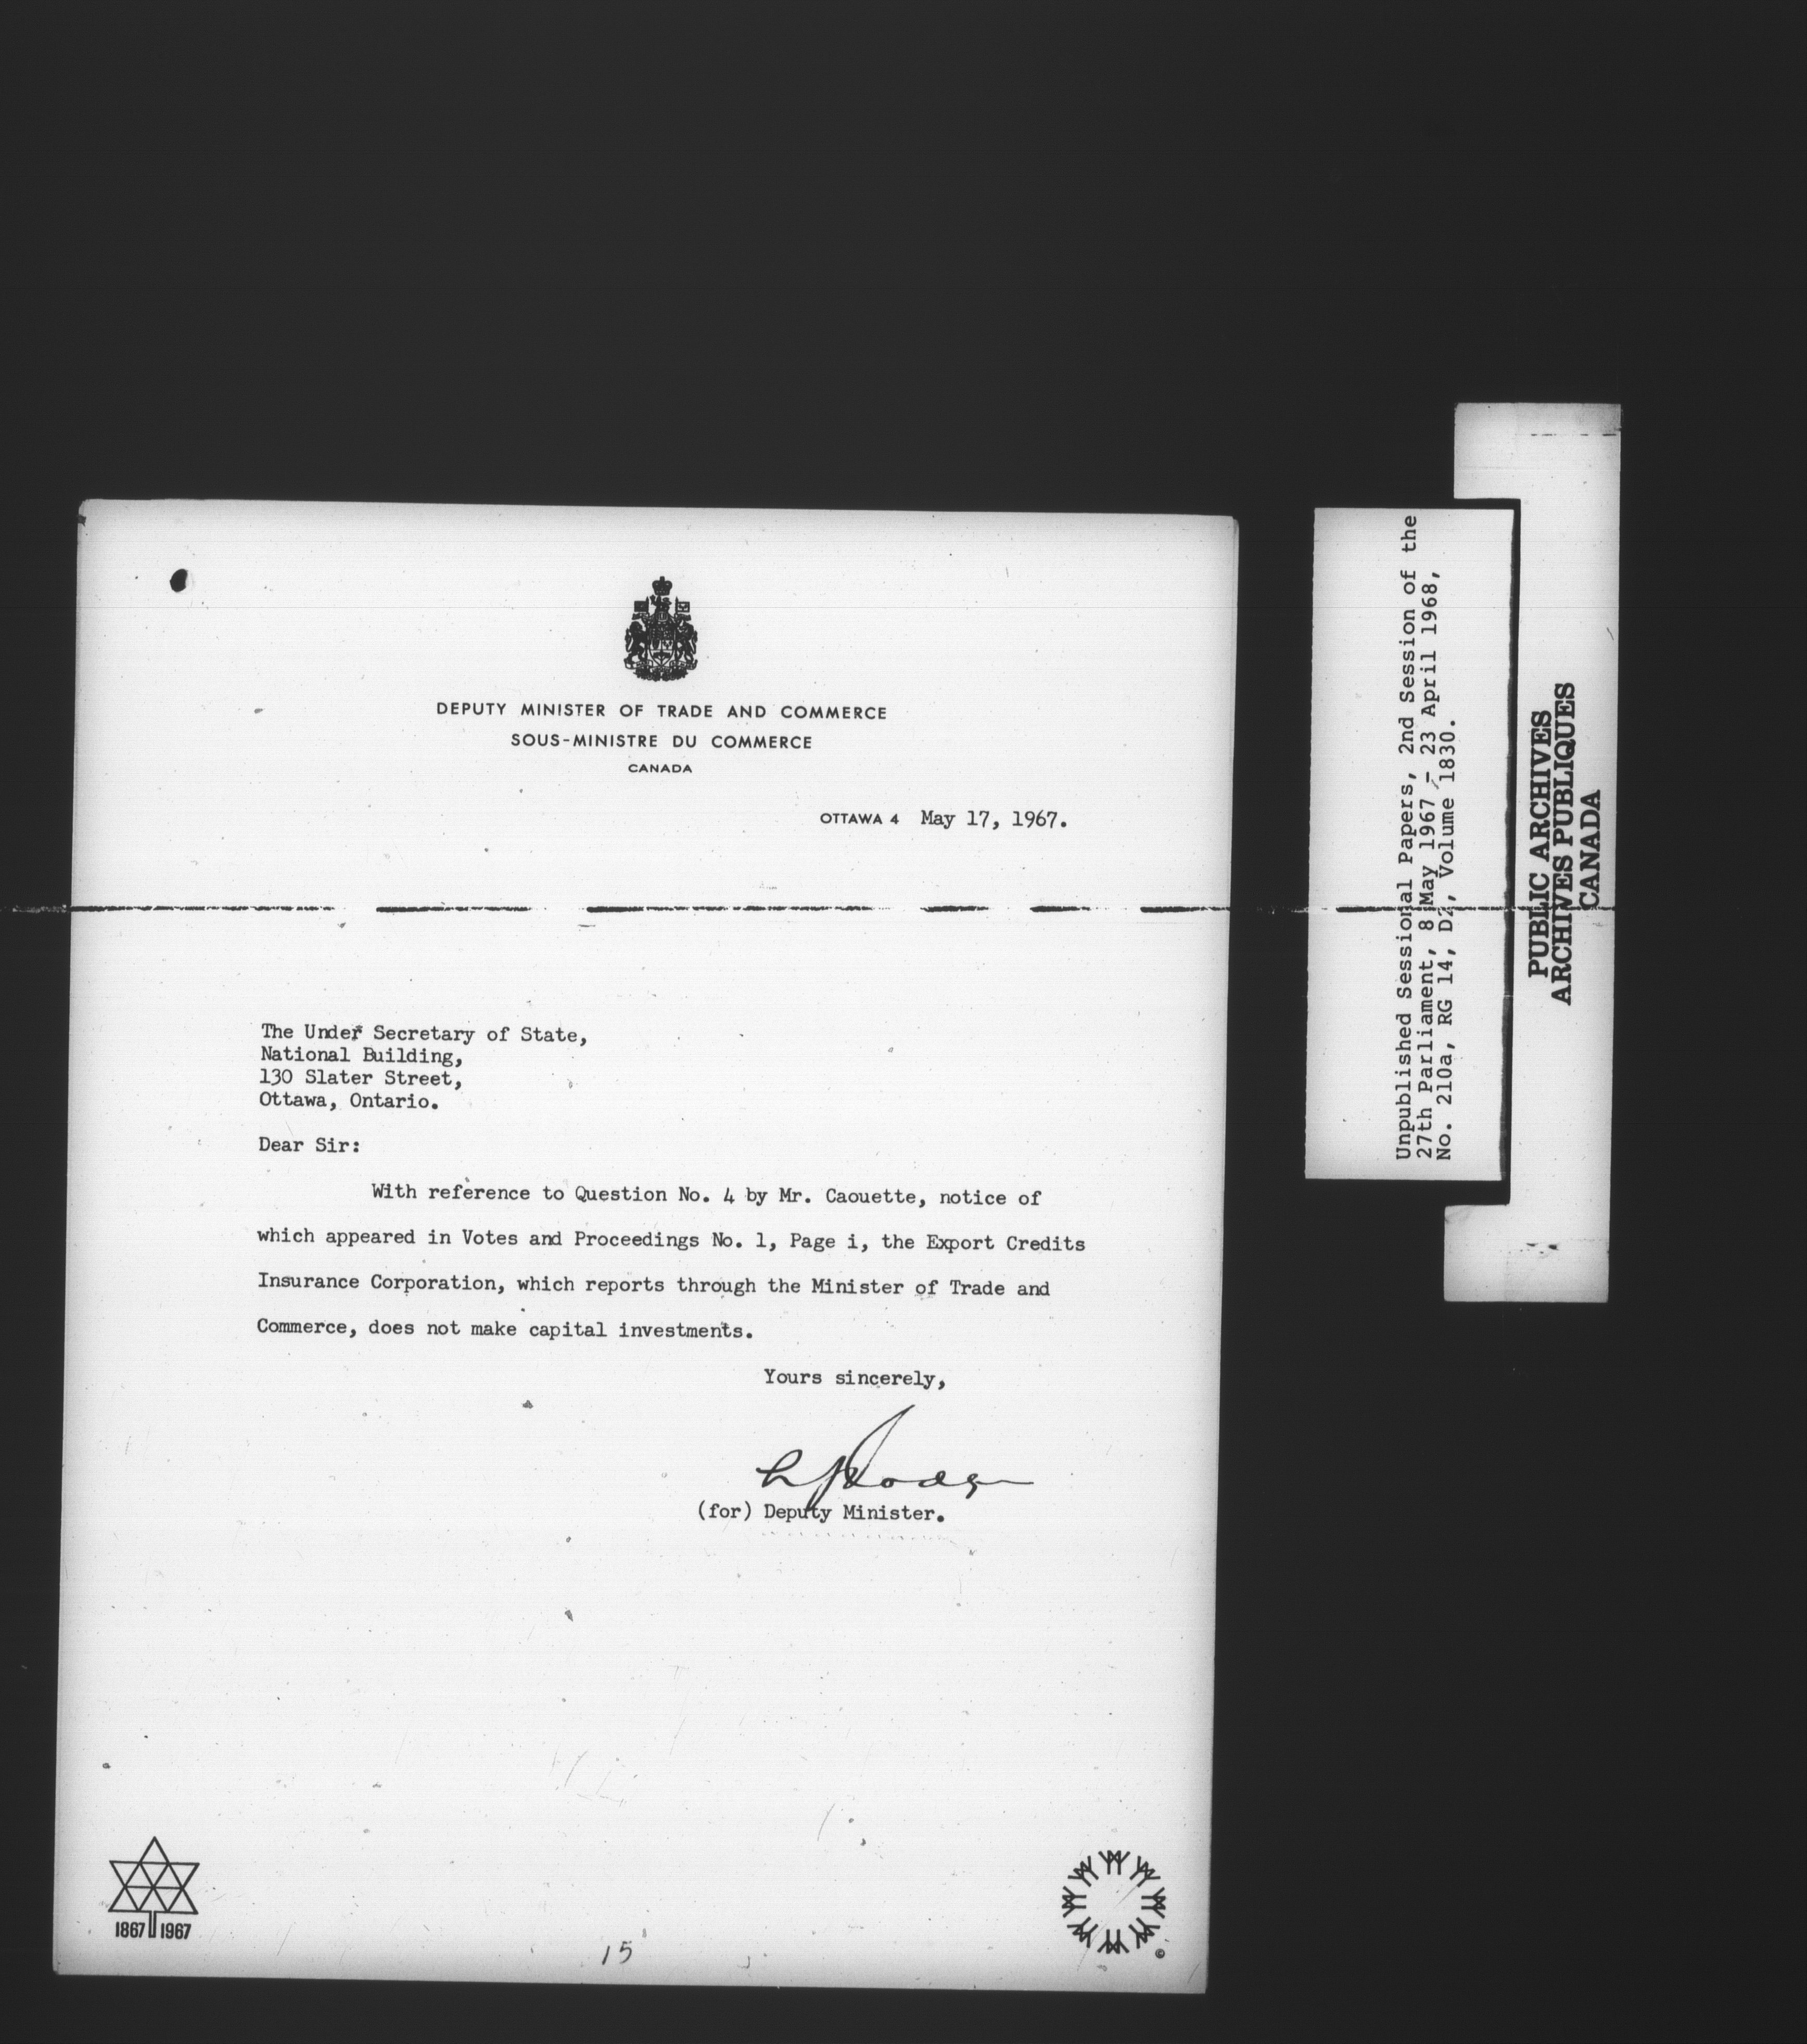 DEPUTY MINISTER OF TRADE AND COMMERCE
SOUS-MINISTRE DU COMMERCE
CANADA
OTTAWA 4 May 17, 1967.
The Under Secretary of State,
National Building,
130 Slater Street,
Ottawa, Ontario.
Dear Sir:
With reference to Question No. 4 by Mr. Caouette, notice of
which appeared in Votes and Proceedings No. 1, Page i, the Export Credits
Insurance Corporation, which reports through the Minister of Trade and
Commerce, does not make capital investments.
Yours sincerely,
(for) Deputy Minister.
1867 1967
15
©
Unpublished Sessional Papers, 2nd Session of the
27th Parliament, 8 May 1967 - 23 April 1968,
No. 210a, RG 14, D2, Volume 1830.
PUBLIC ARCHIVES
ARCHIVES PUBLIQUES
CANADA